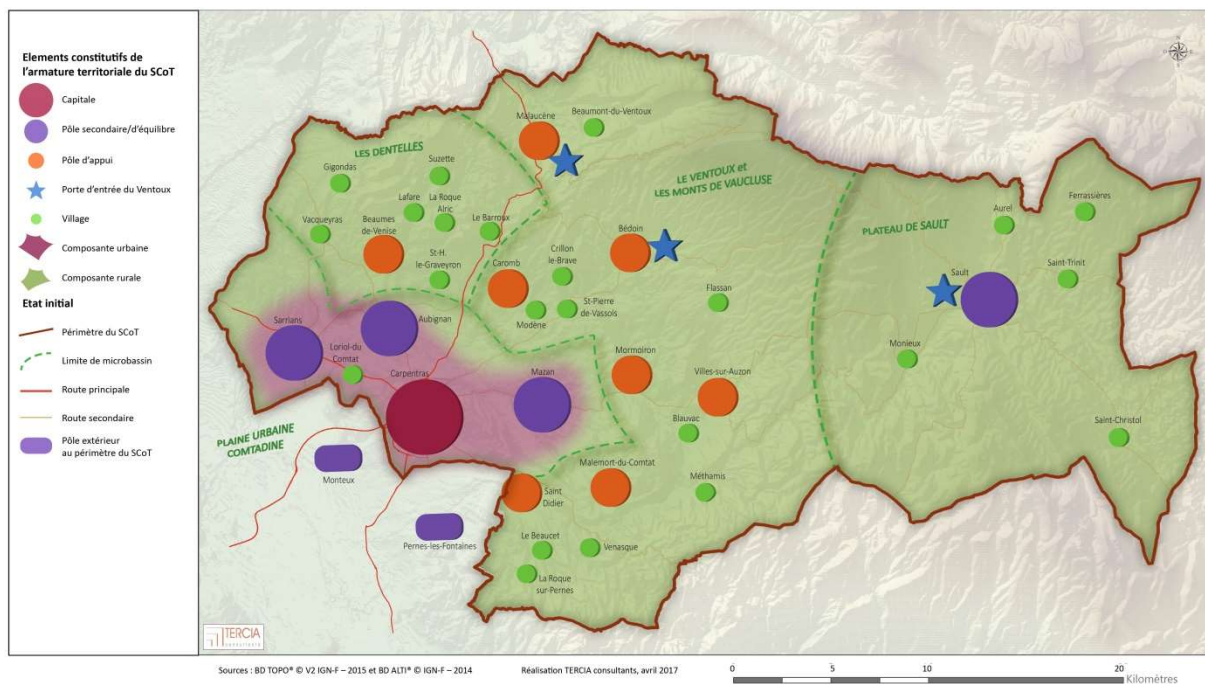 Elements constitutifs de
l'armature territoriale du SCoT
Capitale
Pôle secondaire/d'équilibre
Pôle d'appui
Porte d'entrée du Ventoux
Village
Composante urbaine
Composante rurale
Etat initial
Périmètre du SCoT
Limite de microbassin
Route principale
Route secondaire
Pôle extérieur
au périmètre du SCoT
Malaucène
Beaumont-du-Ventoux
LES DENTELLES
Gigondas
Suzette
LE VENTOUX et
LES MONTS DE VAUCLUSE
Lafare
La Roque
Alric
Vacqueyras
Beaumes
de-Venise
Le Barroux
St-H.
le-Graveyron
Bédoin
Crillon
le-Brave
Caromb
Modène
St-Pierre
de-Vassols
Flassan
PLATEAU DE SAULT
Aurel
Ferrassières
Sault
Saint-Trinit
Monieux
Saint-Christol
Sarrians
Aubignan
Loriol-du
Comtat
Carpentras
Mazan
Mormoiron
Villes-sur-Auzon
Blauvac
PLAINE URBAINE
COMTADINE
Monteux
Pernes-les-Fontaines
Saint
Didier
Malemort-du-Comtat
Méthamis
Le Beaucet
Venasque
La Roque
sur-Pernes
TERCIA
consultants
Sources : BD TOPO® © V2 IGN-F – 2015 et BD ALTI® © IGN-F – 2014
Réalisation TERCIA consultants, avril 2017
0 5 10 20
Kilomètres